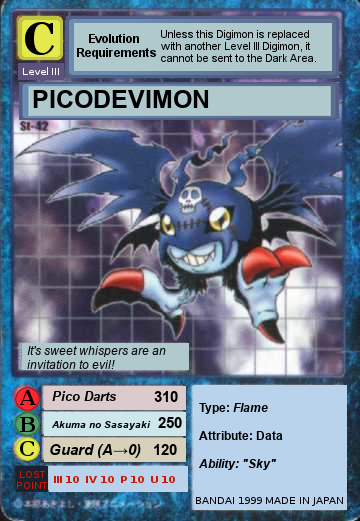 C
Level III
Evolution
Requirements
Unless this Digimon is replaced
with another Level III Digimon, it
cannot be sent to the Dark Area.
PICODEVIMON
St-42
It's sweet whispers are an
invitation to evil!
A Pico Darts 310
B Akuma no Sasayaki 250
C Guard (A→0) 120
LOST
POINT
III 10 IV 10 P 10 U 10
Type: Flame
Attribute: Data
Ability: "Sky"
BANDAI 1999 MADE IN JAPAN